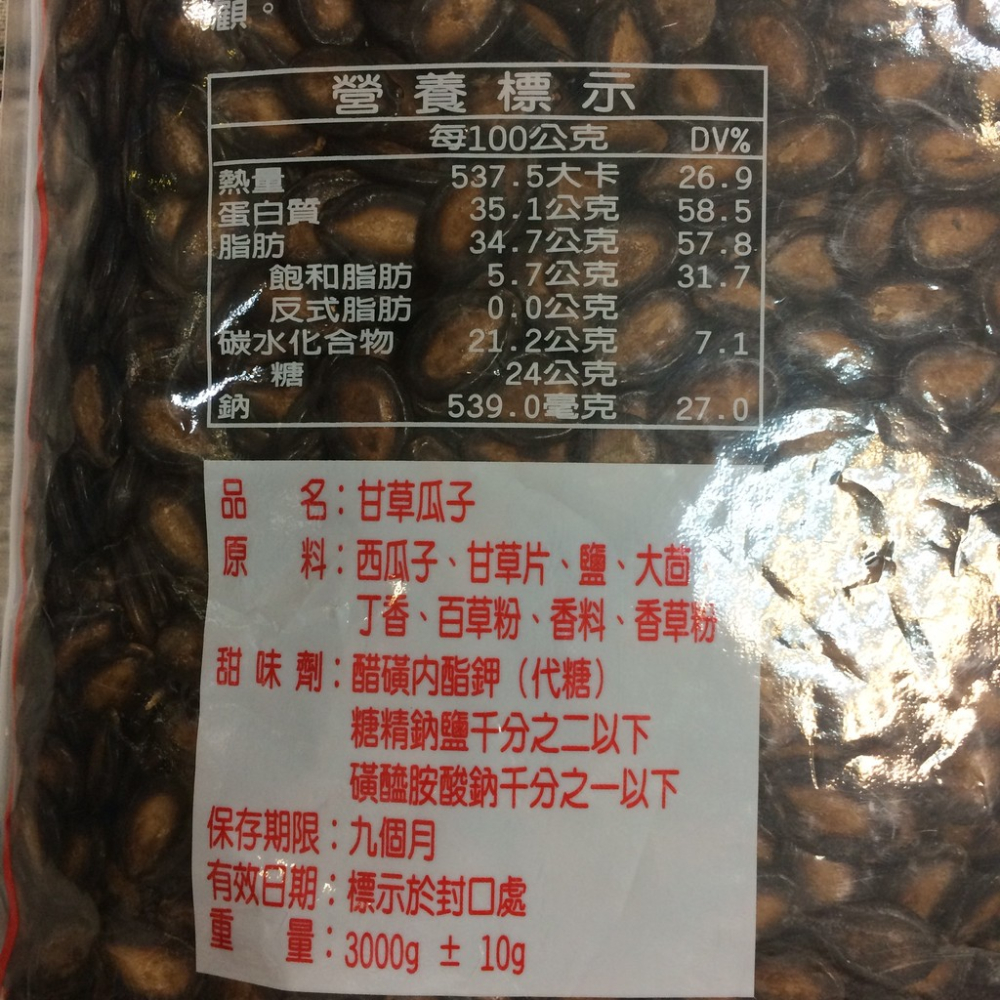 顧。
營養標示
每100公克 DV%
熱量 537.5大卡 26.9
蛋白質 35.1公克 58.5
脂肪 34.7公克 57.8
飽和脂肪 5.7公克 31.7
反式脂肪 0.0公克
碳水化合物 21.2公克 7.1
糖 24公克
鈉 539.0毫克 27.0
品 名：甘草瓜子
原 料：西瓜子、甘草片、鹽、大茴
丁香、百草粉、香料、香草粉
甜味劑：醋磺內酯鉀（代糖）
糖精鈉鹽千分之二以下
磺醯胺酸鈉千分之一以下
保存期限：九個月
有效日期：標示於封口處
重 量：3000g ± 10g